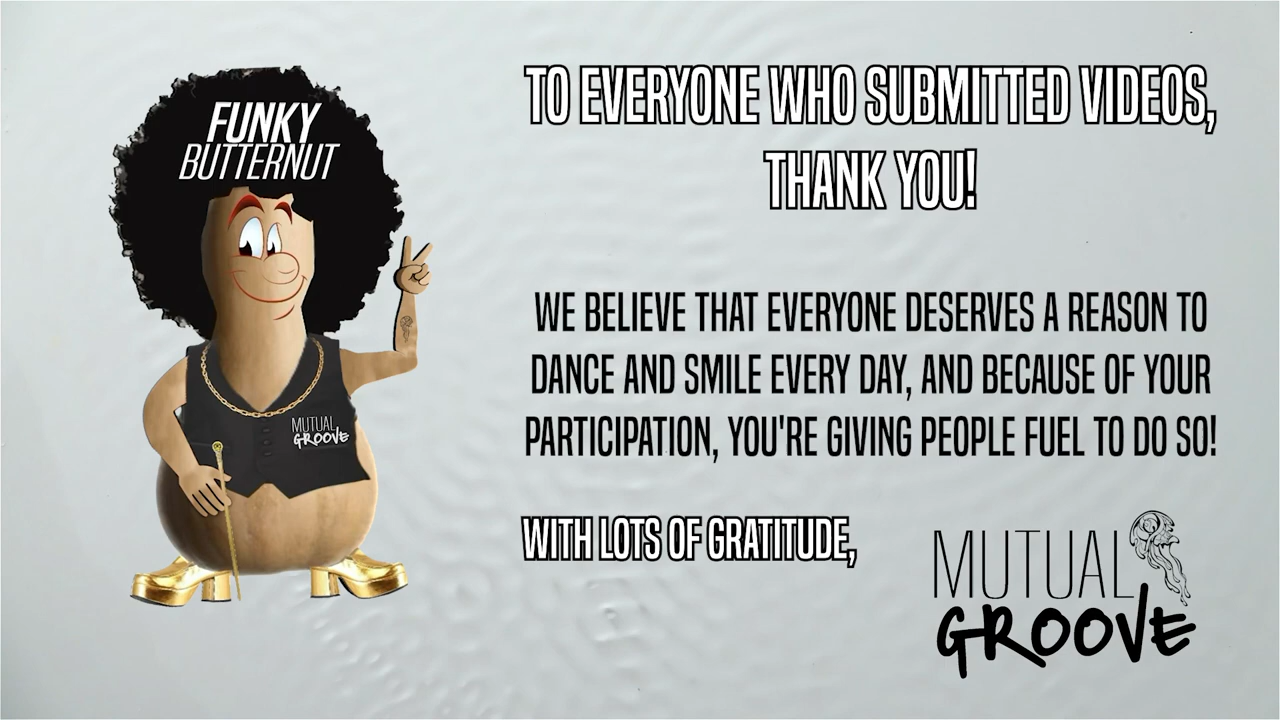 FUNKY
BUTTERNUT
MUTUAL
GROOVE
TO EVERYONE WHO SUBMITTED VIDEOS,
THANK YOU!
WE BELIEVE THAT EVERYONE DESERVES A REASON TO
DANCE AND SMILE EVERY DAY, AND BECAUSE OF YOUR
PARTICIPATION, YOU'RE GIVING PEOPLE FUEL TO DO SO!
WITH LOTS OF GRATITUDE,
MUTUAL
GROOVE